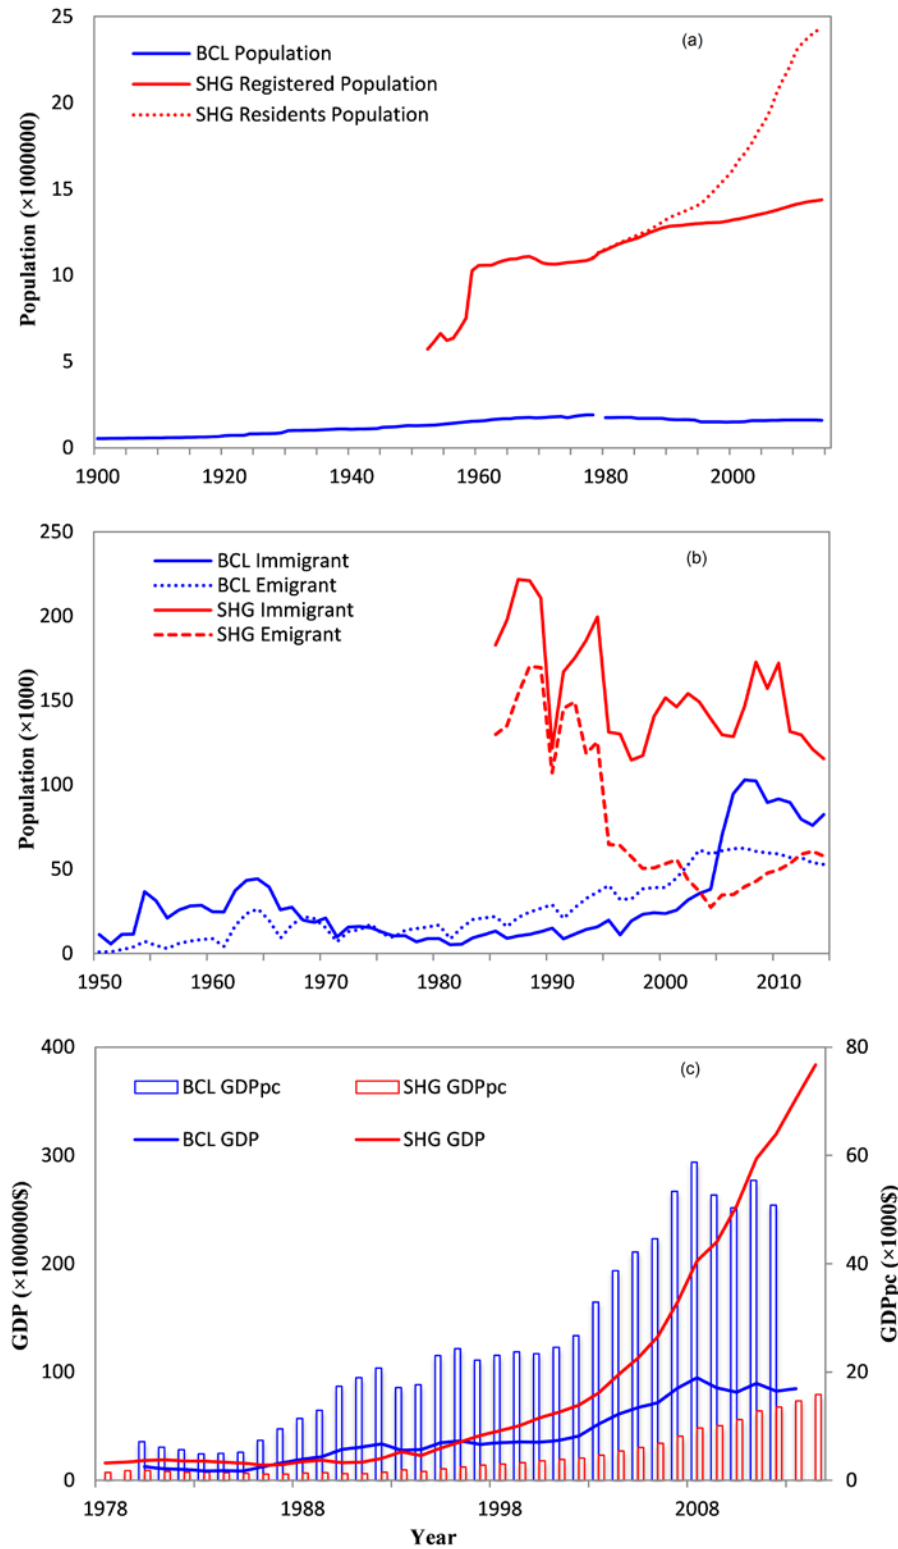 25
20
15
10
5
0
Population (×1000000)
(a)
BCL Population
SHG Registered Population
SHG Residents Population
1900 1920 1940 1960 1980 2000
250
200
150
100
50
0
Population (×1000)
(b)
BCL Immigrant
BCL Emigrant
SHG Immigrant
SHG Emigrant
1950 1960 1970 1980 1990 2000 2010
400
300
200
100
0
GDP (×1000000$)
(c)
BCL GDPpc SHG GDPpc
BCL GDP SHG GDP
80
60
40
20
0
GDPpc (×1000$)
1978 1988 1998 2008
Year